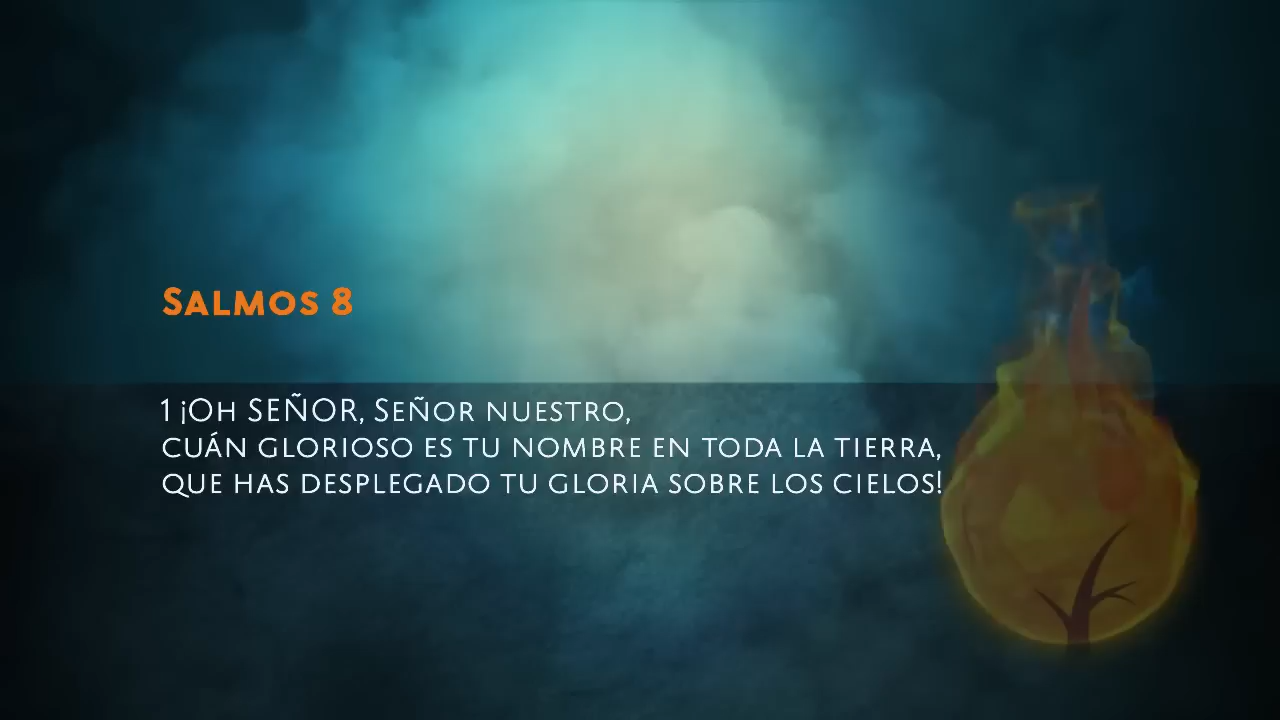 Salmos 8
1 ¡Oh SEÑOR, Señor nuestro,
cuán glorioso es tu nombre en toda la tierra,
que has desplegado tu gloria sobre los cielos!